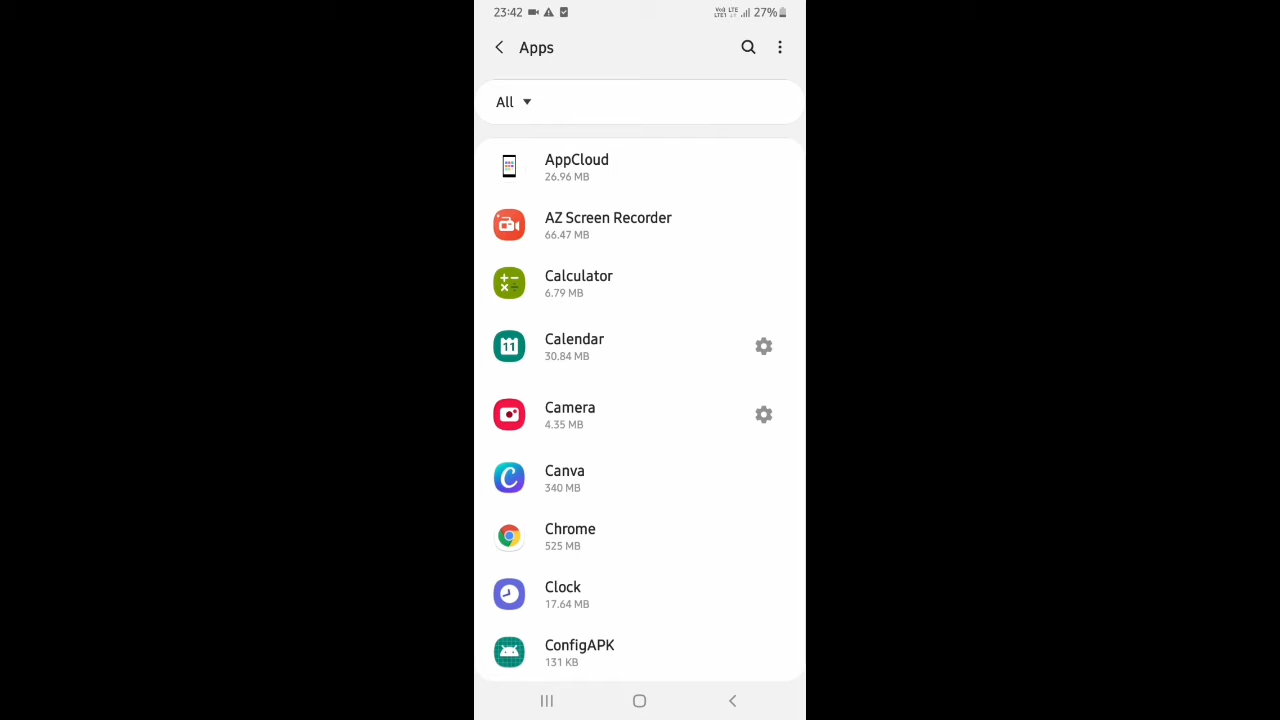 23:42 27%
Apps
All
AppCloud
26.96 MB
AZ Screen Recorder
66.47 MB
Calculator
6.79 MB
11
Calendar
30.84 MB
Camera
4.35 MB
Canva
340 MB
Chrome
525 MB
Clock
17.64 MB
ConfigAPK
131 KB